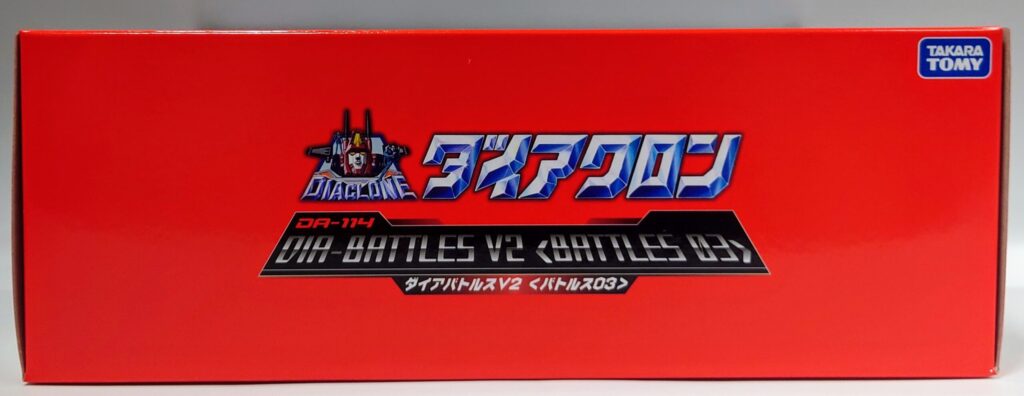 TAKARA
TOMY
DIACLONE
ダイアクロン
DA-114
DIA-BATTLES V2 <BATTLES 03>
ダイアバトルスV2 <バトルス03>